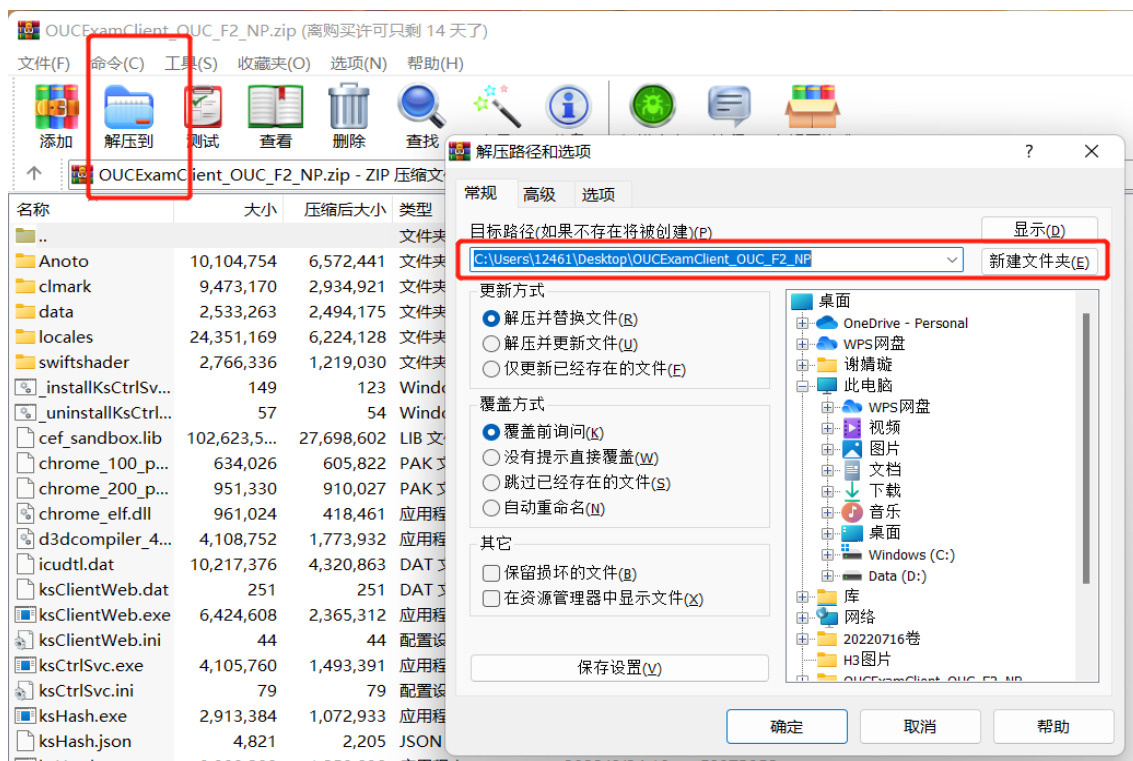 OUCExamClient_OUC_F2_NP.zip (离购买许可只剩 14 天了)
文件(F) 命令(C) 工具(S) 收藏夹(O) 选项(N) 帮助(H)
添加 解压到 测试 查看 删除 查找
OUCExamClient_OUC_F2_NP.zip - ZIP 压缩文
名称 大小 压缩后大小 类型
.. 文件夹
Anoto 10,104,754 6,572,441 文件夹
clmark 9,473,170 2,934,921 文件夹
data 2,533,263 2,494,175 文件夹
locales 24,351,169 6,224,128 文件夹
swiftshader 2,766,336 1,219,030 文件夹
_installKsCtrlSv... 149 123 Windo
_uninstallKsCtrl... 57 54 Windo
cef_sandbox.lib 102,623,5... 27,698,602 LIB 文
chrome_100_p... 634,026 605,822 PAK 文
chrome_200_p... 951,330 910,027 PAK 文
chrome_elf.dll 961,024 418,461 应用程
d3dcompiler_4... 4,108,752 1,773,932 应用程
icudtl.dat 10,217,376 4,320,863 DAT 文
ksClientWeb.dat 251 251 DAT 文
ksClientWeb.exe 6,424,608 2,365,312 应用程
ksClientWeb.ini 44 44 配置设
ksCtrlSvc.exe 4,105,760 1,493,391 应用程
ksCtrlSvc.ini 79 79 配置设
ksHash.exe 2,913,384 1,072,933 应用程
ksHash.json 4,821 2,205 JSON
解压路径和选项 ?
常规 高级 选项
目标路径(如果不存在将被创建)(P) 显示(D)
C:\Users\12461\Desktop\OUCExamClient_OUC_F2_NP 新建文件夹(E)
更新方式
解压并替换文件(R)
解压并更新文件(U)
仅更新已经存在的文件(F)
覆盖方式
覆盖前询问(K)
没有提示直接覆盖(W)
跳过已经存在的文件(S)
自动重命名(N)
其它
保留损坏的文件(B)
在资源管理器中显示文件(X)
保存设置(V)
桌面
OneDrive - Personal
WPS网盘
谢婧璇
此电脑
WPS网盘
视频
图片
文档
下载
音乐
桌面
Windows (C:)
Data (D:)
库
网络
20220716卷
H3图片
OUCExamClient_OUC_F2_NP
确定 取消 帮助